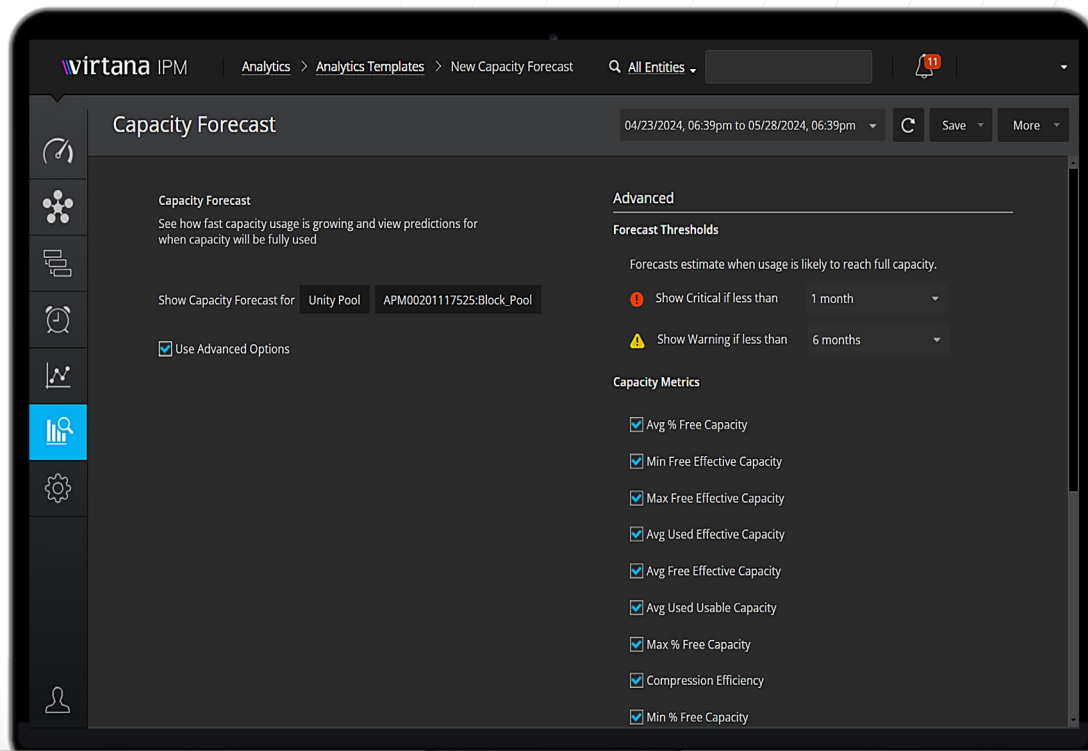 virtana IPM
Analytics > Analytics Templates > New Capacity Forecast
All Entities
11
Capacity Forecast
04/23/2024, 06:39pm to 05/28/2024, 06:39pm
Save
More
Capacity Forecast
See how fast capacity usage is growing and view predictions for
when capacity will be fully used
Show Capacity Forecast for Unity Pool APM00201117525:Block_Pool
Use Advanced Options
Advanced
Forecast Thresholds
Forecasts estimate when usage is likely to reach full capacity.
Show Critical if less than 1 month
Show Warning if less than 6 months
Capacity Metrics
Avg % Free Capacity
Min Free Effective Capacity
Max Free Effective Capacity
Avg Used Effective Capacity
Avg Free Effective Capacity
Avg Used Usable Capacity
Max % Free Capacity
Compression Efficiency
Min % Free Capacity